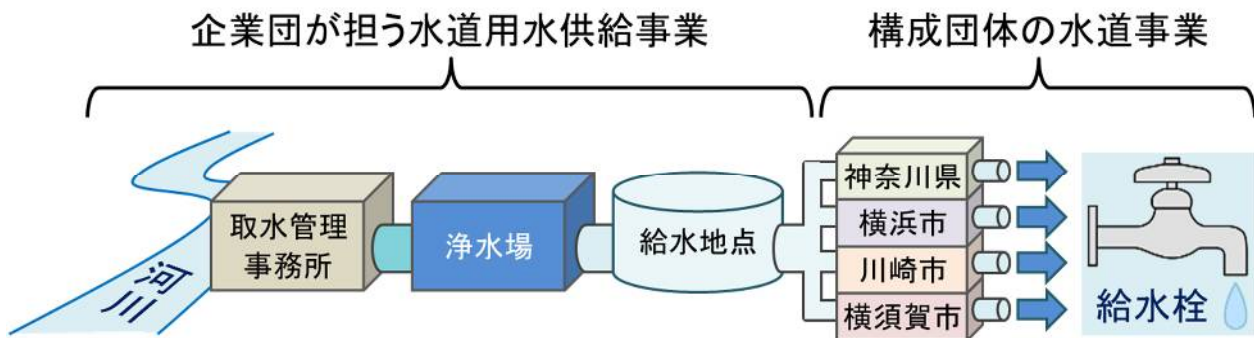 企業団が担う水道用水供給事業
構成団体の水道事業
河川
取水管理
事務所
浄水場
給水地点
神奈川県
横浜市
川崎市
横須賀市
給水栓